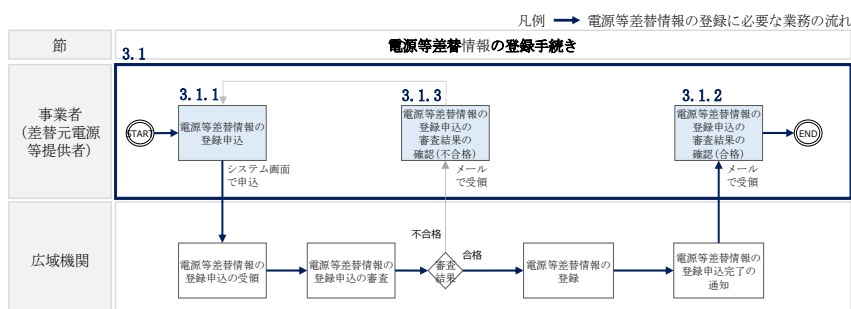 凡例 電源等差替情報の登録に必要な業務の流れ
節
電源等差替情報の登録手続き
3.1
事業者
(差替元電源
等提供者)
START
3.1.1
電源等差替情報の
登録申込
システム画面
で申込
3.1.3
電源等差替情報の
登録申込の
審査結果の
確認(不合格)
メール
で受領
3.1.2
電源等差替情報の
登録申込の
審査結果の
確認(合格)
メール
で受領
END
広域機関
電源等差替情報の
登録申込の受領
電源等差替情報の
登録申込の審査
不合格
審査
結果
合格
電源等差替情報の
登録
電源等差替情報の
登録申込完了の
通知